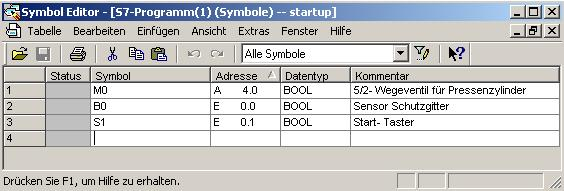 Symbol Editor - [S7-Programm(1) (Symbole) -- startup]
Tabelle Bearbeiten Einfügen Ansicht Extras Fenster Hilfe
Alle Symbole
Status Symbol Adresse Datentyp Kommentar
1 M0 A 4.0 BOOL 5/2- Wegeventil für Pressenzylinder
2 B0 E 0.0 BOOL Sensor Schutzgitter
3 S1 E 0.1 BOOL Start- Taster
4
Drücken Sie F1, um Hilfe zu erhalten.